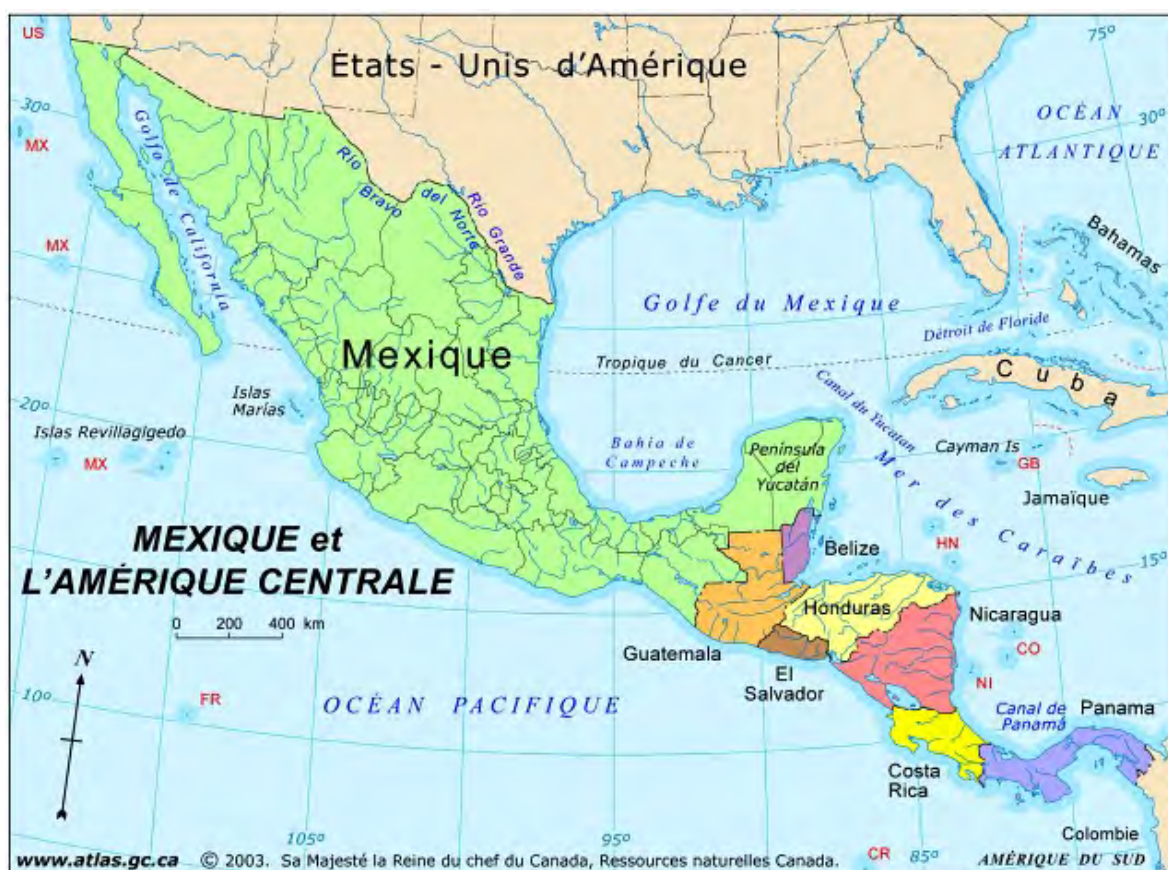 US
États - Unis d'Amérique
75°
30°
OCÉAN
ATLANTIQUE
30°
MX
Golfo de California
Río
Bravo
del Norte
Rio Grande
MX
Bahamas
Golfe du Mexique
Détroit de Floride
Mexique
Tropique du Cancer
Cuba
Canal du Yucatan
Islas
Marías
20°
Islas Revillagigedo
MX
Bahia de
Campeche
Península
del
Yucatán
Cayman Is
GB
Jamaïque
Mer des Caraïbes
MEXIQUE et
L'AMÉRIQUE CENTRALE
0 200 400 km
Belize
HN
15°
Honduras
Nicaragua
Guatemala
El
Salvador
CO
NI
N
10°
FR
OCÉAN PACIFIQUE
Canal de
Panamá
Panama
Costa
Rica
Colombie
105°
95°
85°
CR
AMÉRIQUE DU SUD
www.atlas.gc.ca © 2003. Sa Majesté la Reine du chef du Canada, Ressources naturelles Canada.